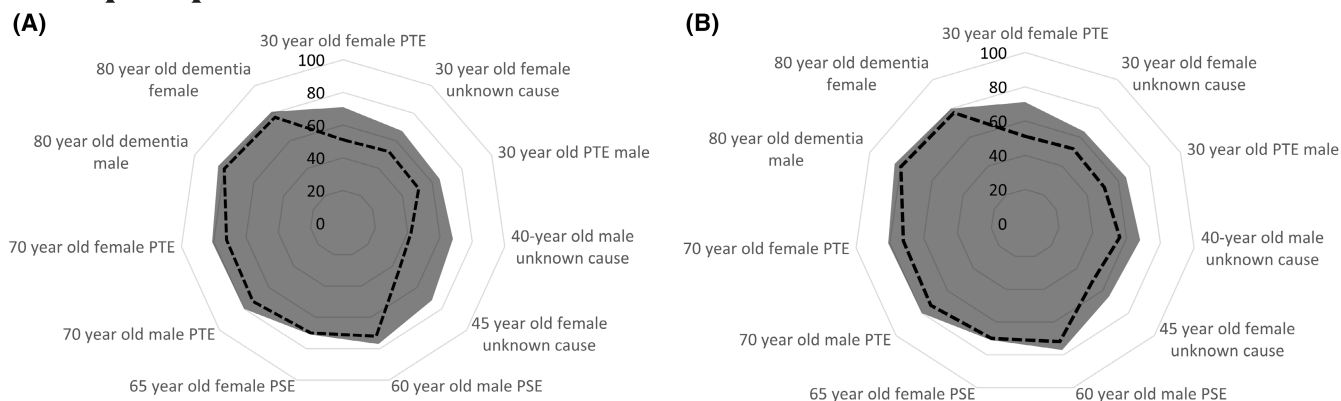 (A)
30 year old female PTE
30 year old female
unknown cause
30 year old PTE male
40-year old male
unknown cause
45 year old female
unknown cause
60 year old male PSE
65 year old female PSE
70 year old male PTE
70 year old female PTE
80 year old dementia
male
80 year old dementia
female
100
80
60
40
20
0
(B)
30 year old female PTE
30 year old female
unknown cause
30 year old PTE male
40-year old male
unknown cause
45 year old female
unknown cause
60 year old male PSE
65 year old female PSE
70 year old male PTE
70 year old female PTE
80 year old dementia
male
80 year old dementia
female
100
80
60
40
20
0